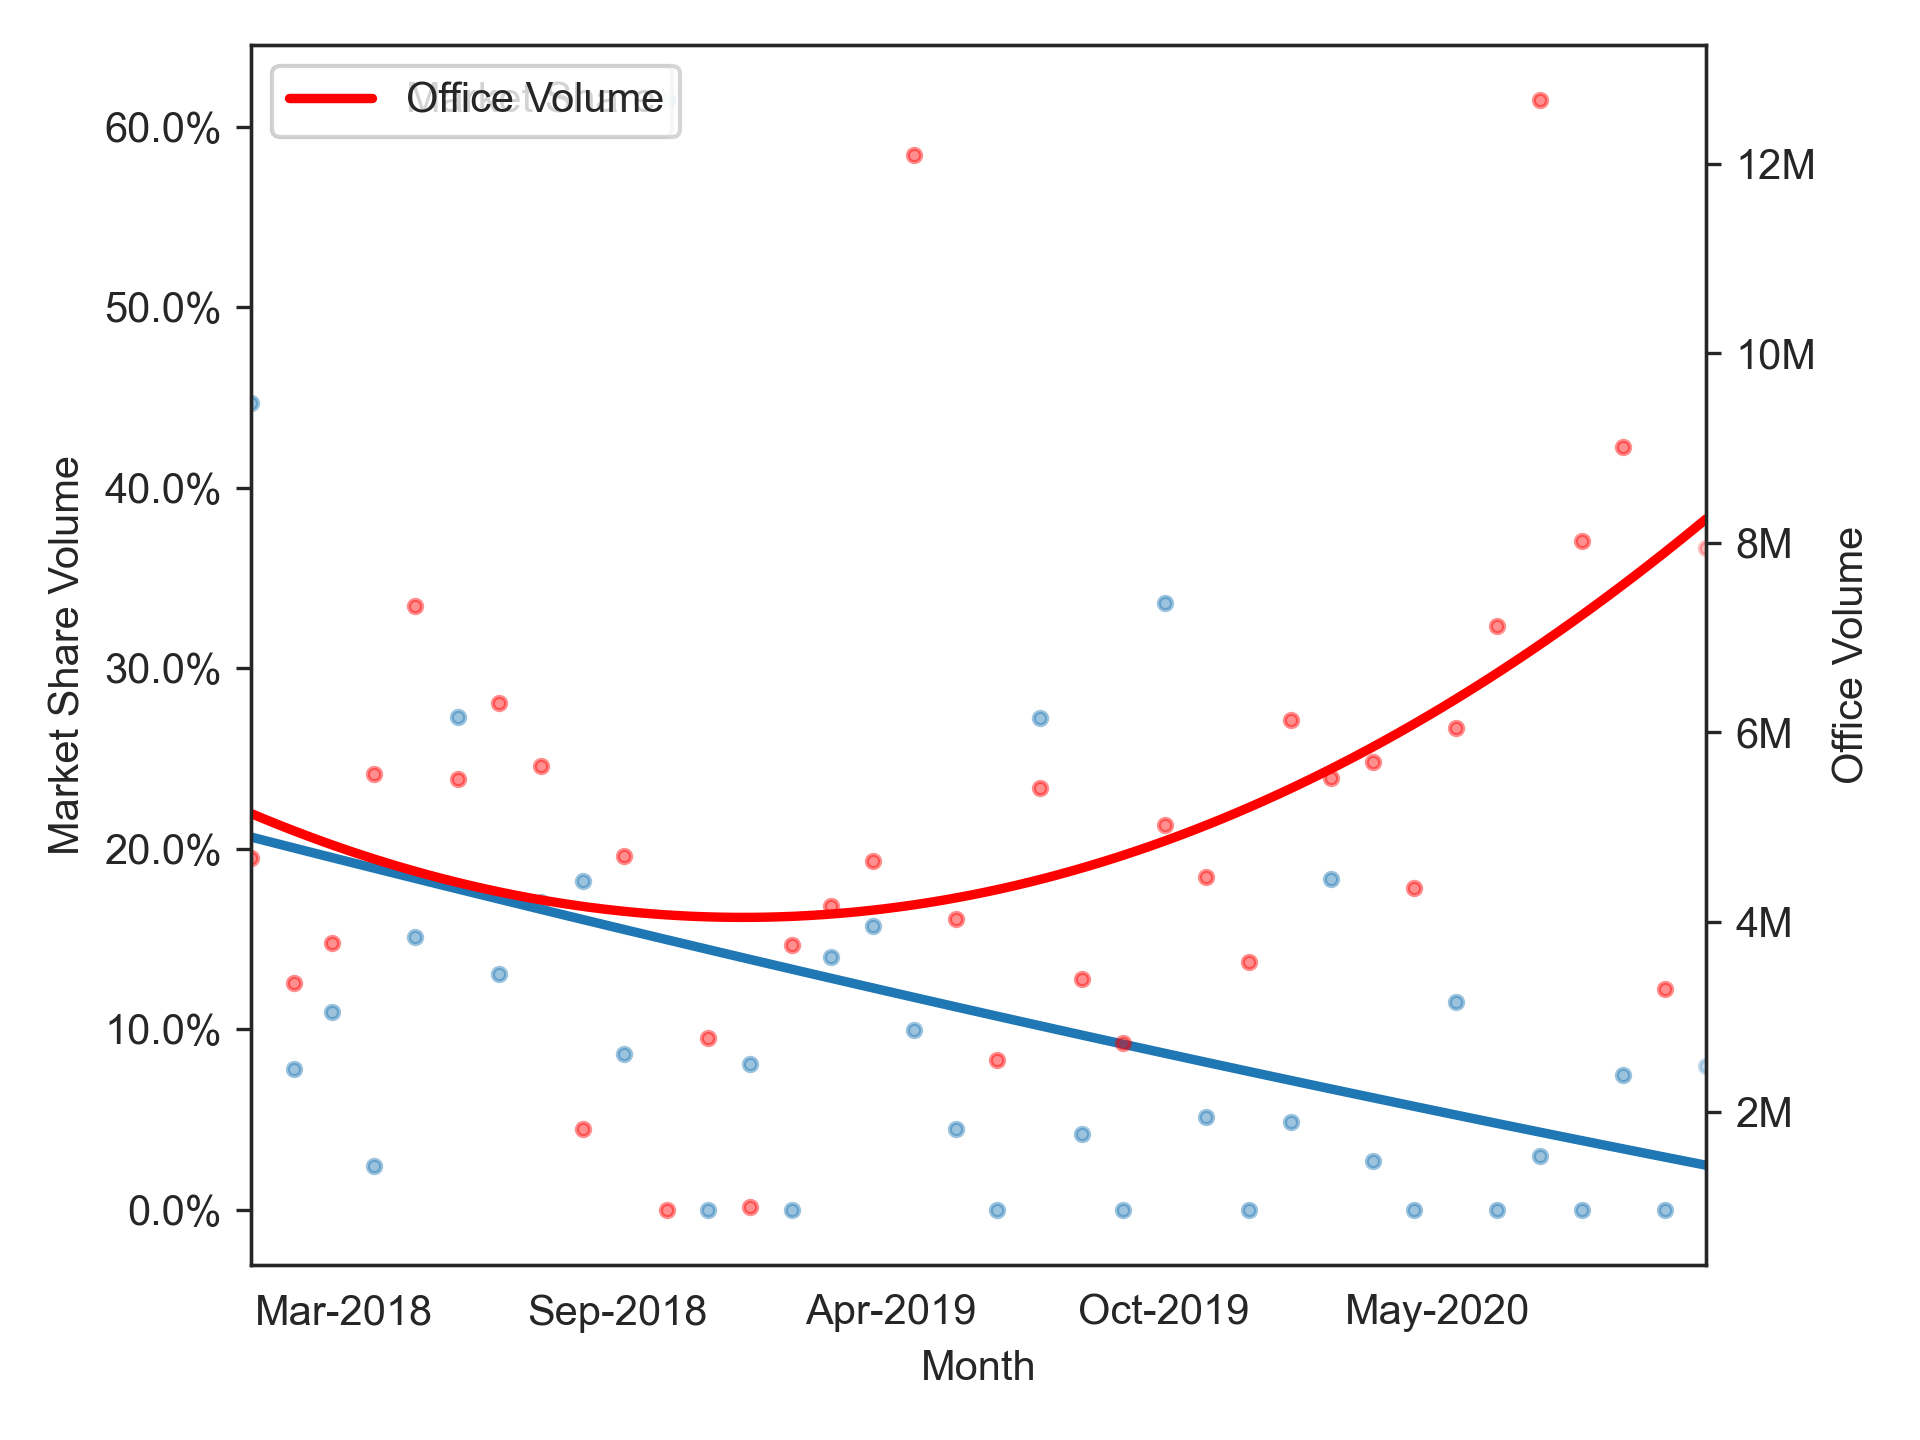 Office Volume
60.0%
50.0%
40.0%
30.0%
20.0%
10.0%
0.0%
Market Share Volume
12M
10M
8M
6M
4M
2M
Office Volume
Mar-2018
Sep-2018
Apr-2019
Oct-2019
May-2020
Month